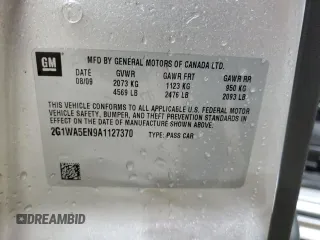 GM
MFD BY GENERAL MOTORS OF CANADA LTD.
DATE GVWR GAWR FRT GAWR RR
08/09 2073 KG 1123 KG 950 KG
4569 LB 2476 LB 2093 LB
THIS VEHICLE CONFORMS TO ALL APPLICABLE U.S. FEDERAL MOTOR
VEHICLE SAFETY, BUMPER, AND THEFT PREVENTION STANDARDS IN
EFFECT ON THE DATE OF MANUFACTURE SHOWN ABOVE.
2G1WA5EN9A1127370 TYPE: PASS CAR
DREAMBID